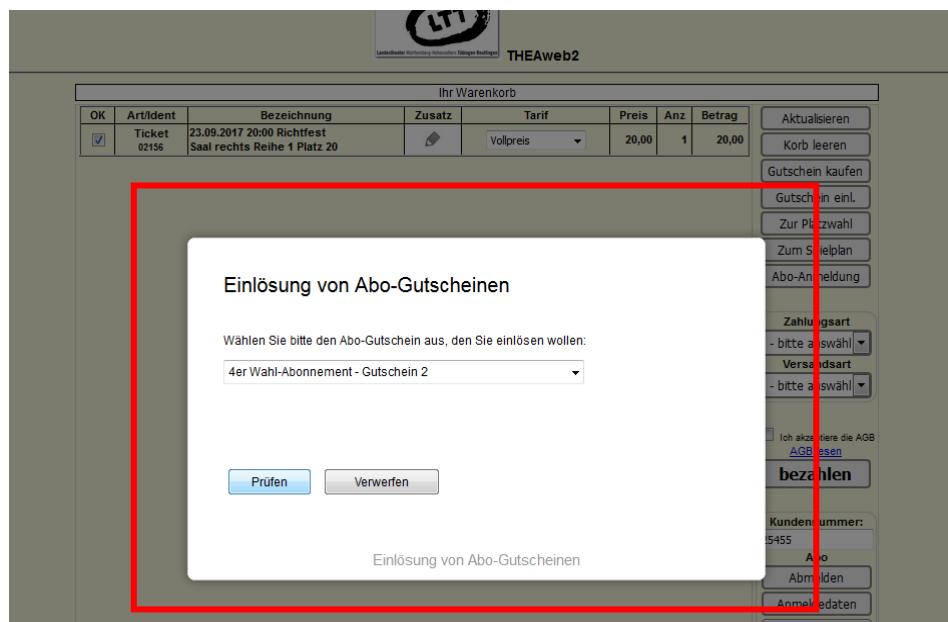 LTT
Landestheater Württemberg-Hohenzollern Tübingen Reutlingen
THEAweb2
Ihr Warenkorb
OK Art/Ident Bezeichnung Zusatz Tarif Preis Anz Betrag
Ticket 23.09.2017 20:00 Richtfest Vollpreis 20,00 1 20,00
02156 Saal rechts Reihe 1 Platz 20
Aktualisieren
Korb leeren
Gutschein kaufen
Gutschein einl.
Zur Platzwahl
Zum Spielplan
Abo-Anmeldung
Zahlungsart
- bitte auswähl
Versandsart
- bitte auswähl
Ich akzeptiere die AGB
AGB lesen
bezahlen
Kundennummer:
25455
Abo
Abmelden
Anmeldedaten
Einlösung von Abo-Gutscheinen
Wählen Sie bitte den Abo-Gutschein aus, den Sie einlösen wollen:
4er Wahl-Abonnement - Gutschein 2
Prüfen Verwerfen
Einlösung von Abo-Gutscheinen